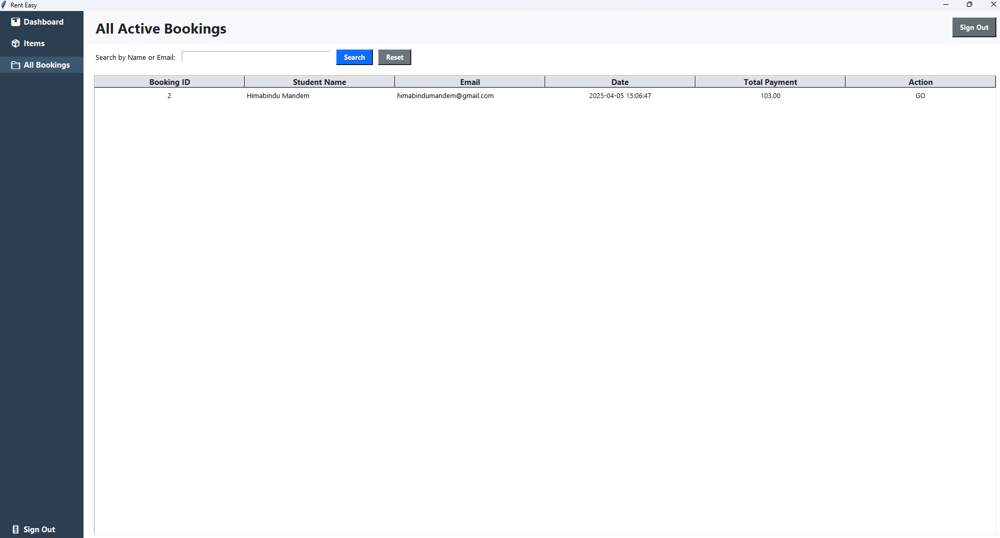 Rent Easy
Dashboard
Items
All Bookings
All Active Bookings
Sign Out
Search by Name or Email:
Search
Reset
Booking ID Student Name Email Date Total Payment Action
2 Himabindu Mandem himabindumandem@gmail.com 2025-04-05 15:06:47 103.00 GO
Sign Out